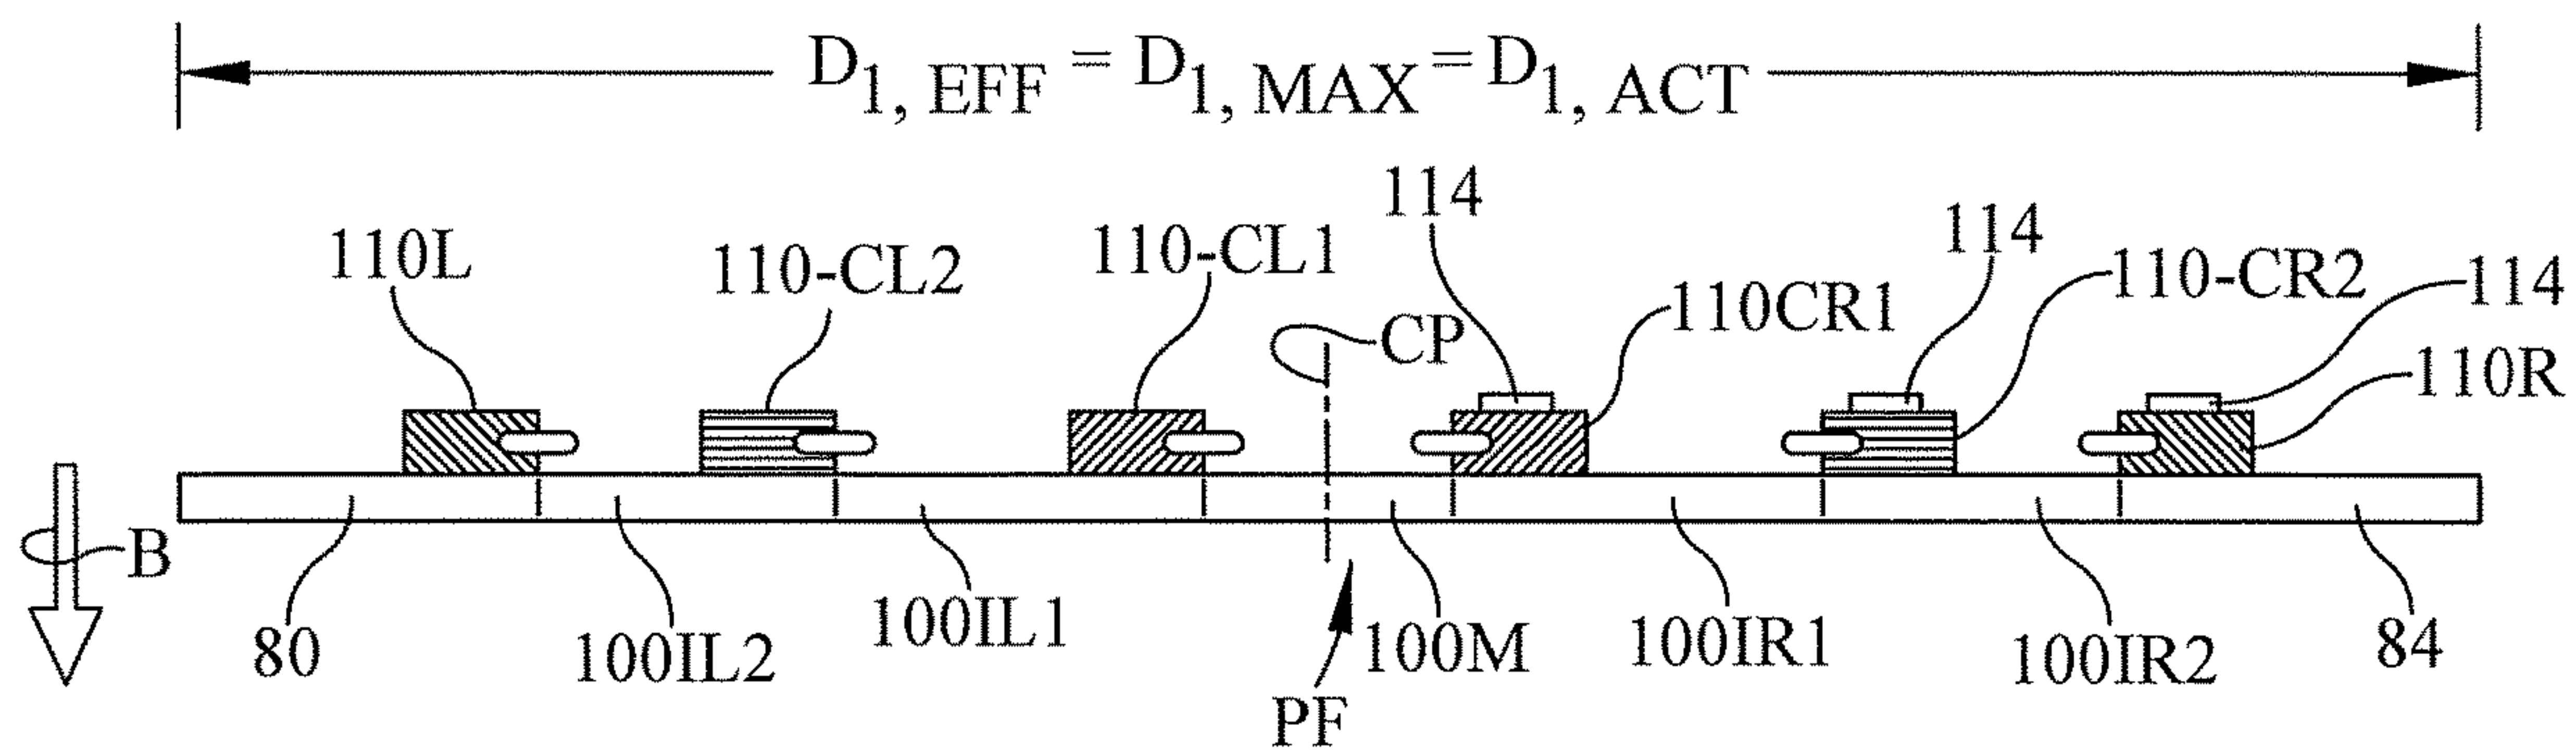 D1, EFF = D1, MAX = D1, ACT
114
114
110L
110-CL2
110-CL1
110-CR2
114
110CR1
CP
110R
B
80
100IL2
100IL1
100M
100IR1
100IR2
84
PF